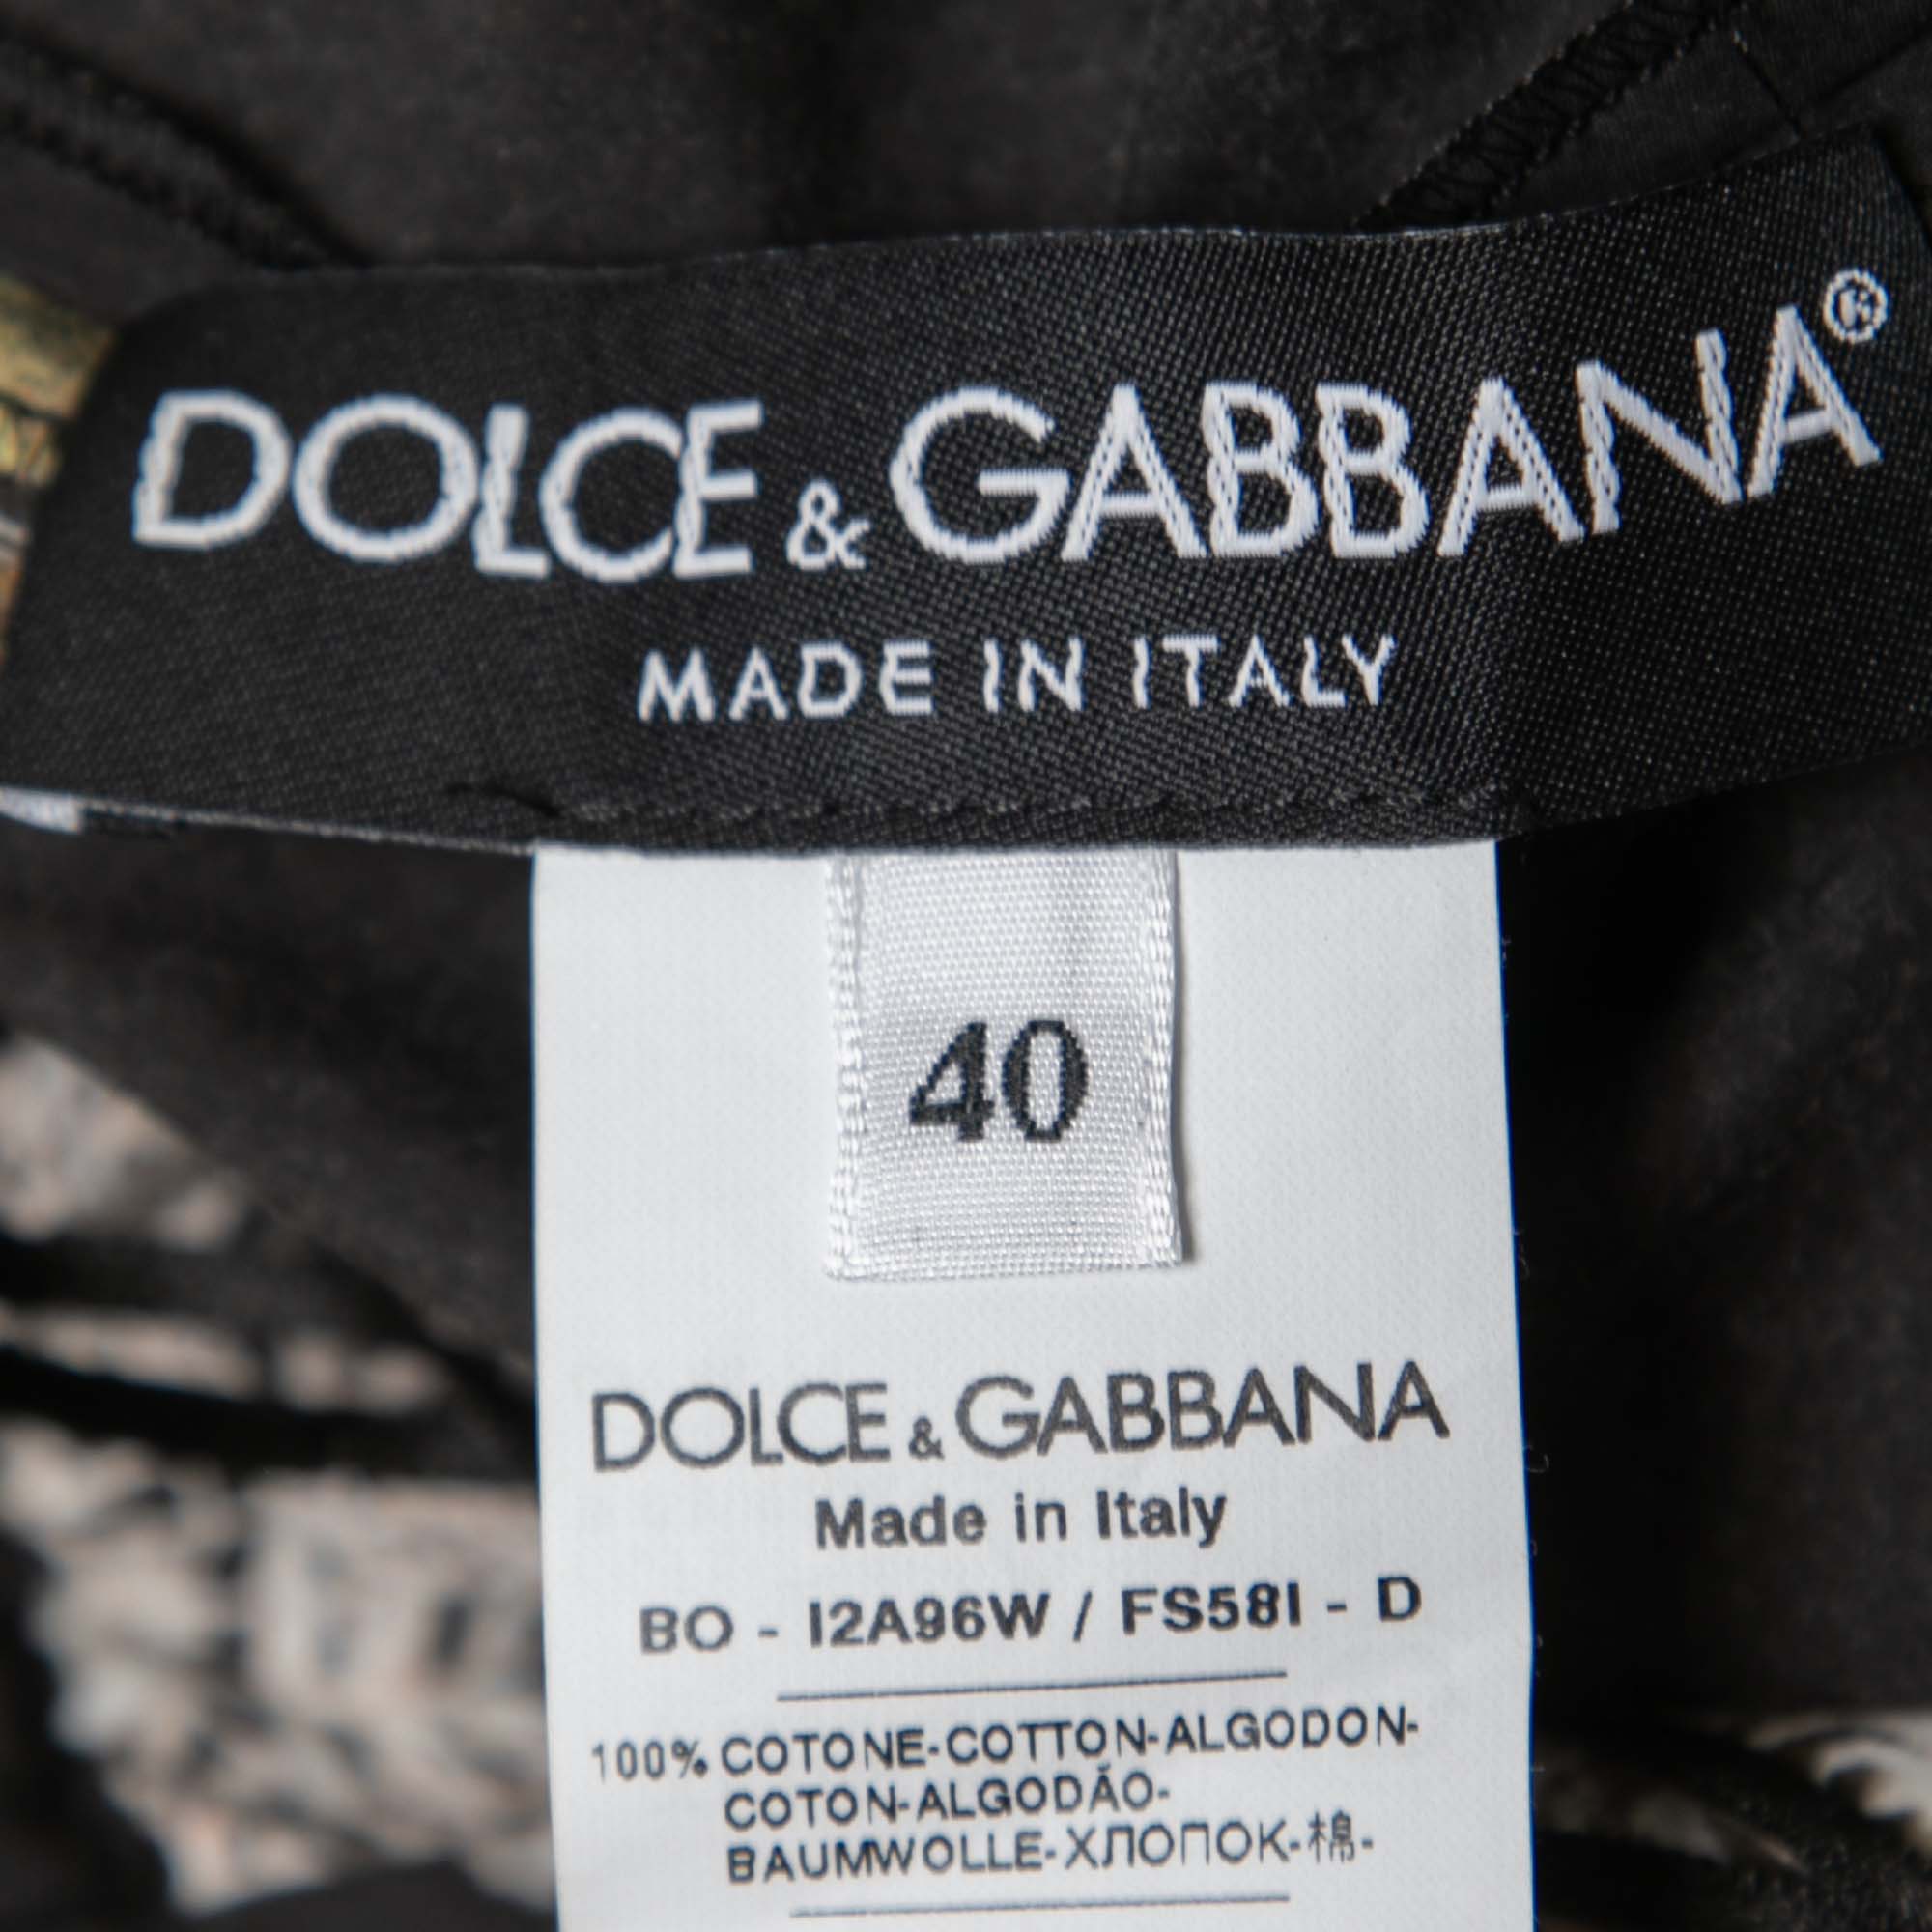 DOLCE & GABBANA®
MADE IN ITALY
40
DOLCE & GABBANA
Made in Italy
BO - I2A96W / FS58I - D
100% COTONE-COTTON-ALGODON-
COTON-ALGODÃO-
BAUMWOLLE-ХЛОПОК-棉-